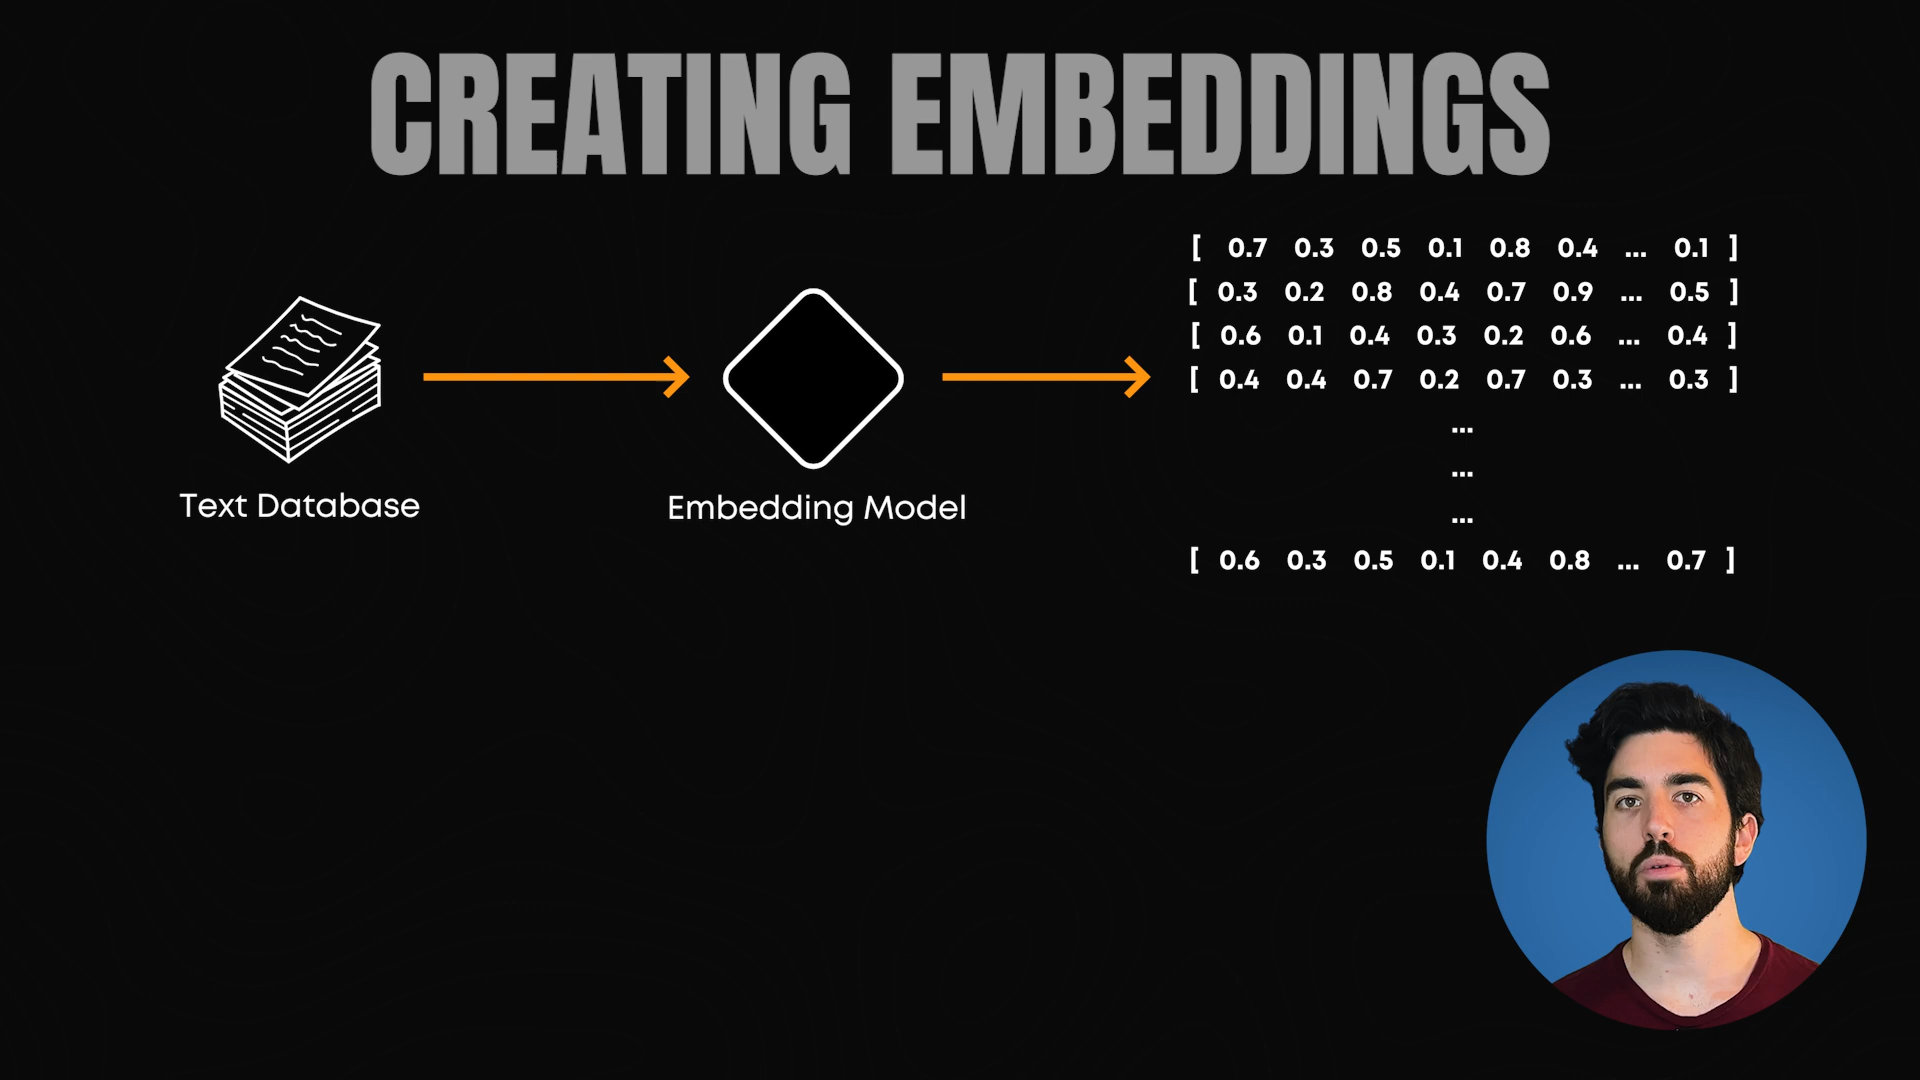 CREATING EMBEDDINGS
[ 0.7 0.3 0.5 0.1 0.8 0.4 ... 0.1 ]
[ 0.3 0.2 0.8 0.4 0.7 0.9 ... 0.5 ]
[ 0.6 0.1 0.4 0.3 0.2 0.6 ... 0.4 ]
[ 0.4 0.4 0.7 0.2 0.7 0.3 ... 0.3 ]
...
...
...
[ 0.6 0.3 0.5 0.1 0.4 0.8 ... 0.7 ]
Text Database
Embedding Model